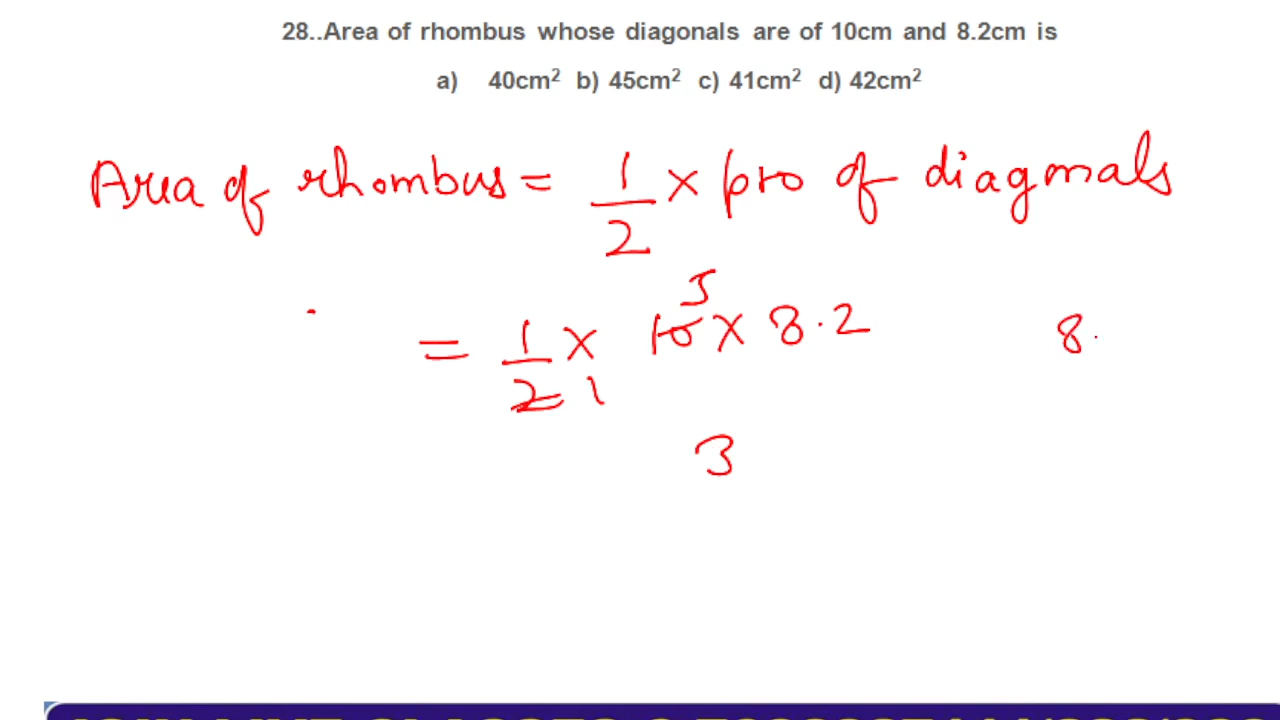 28..Area of rhombus whose diagonals are of 10cm and 8.2cm is
a) 40cm² b) 45cm² c) 41cm² d) 42cm²
Area of rhombus = 1/2 × pro of diagonals
5
= 1/2 × 10 × 8.2 8.
1
3